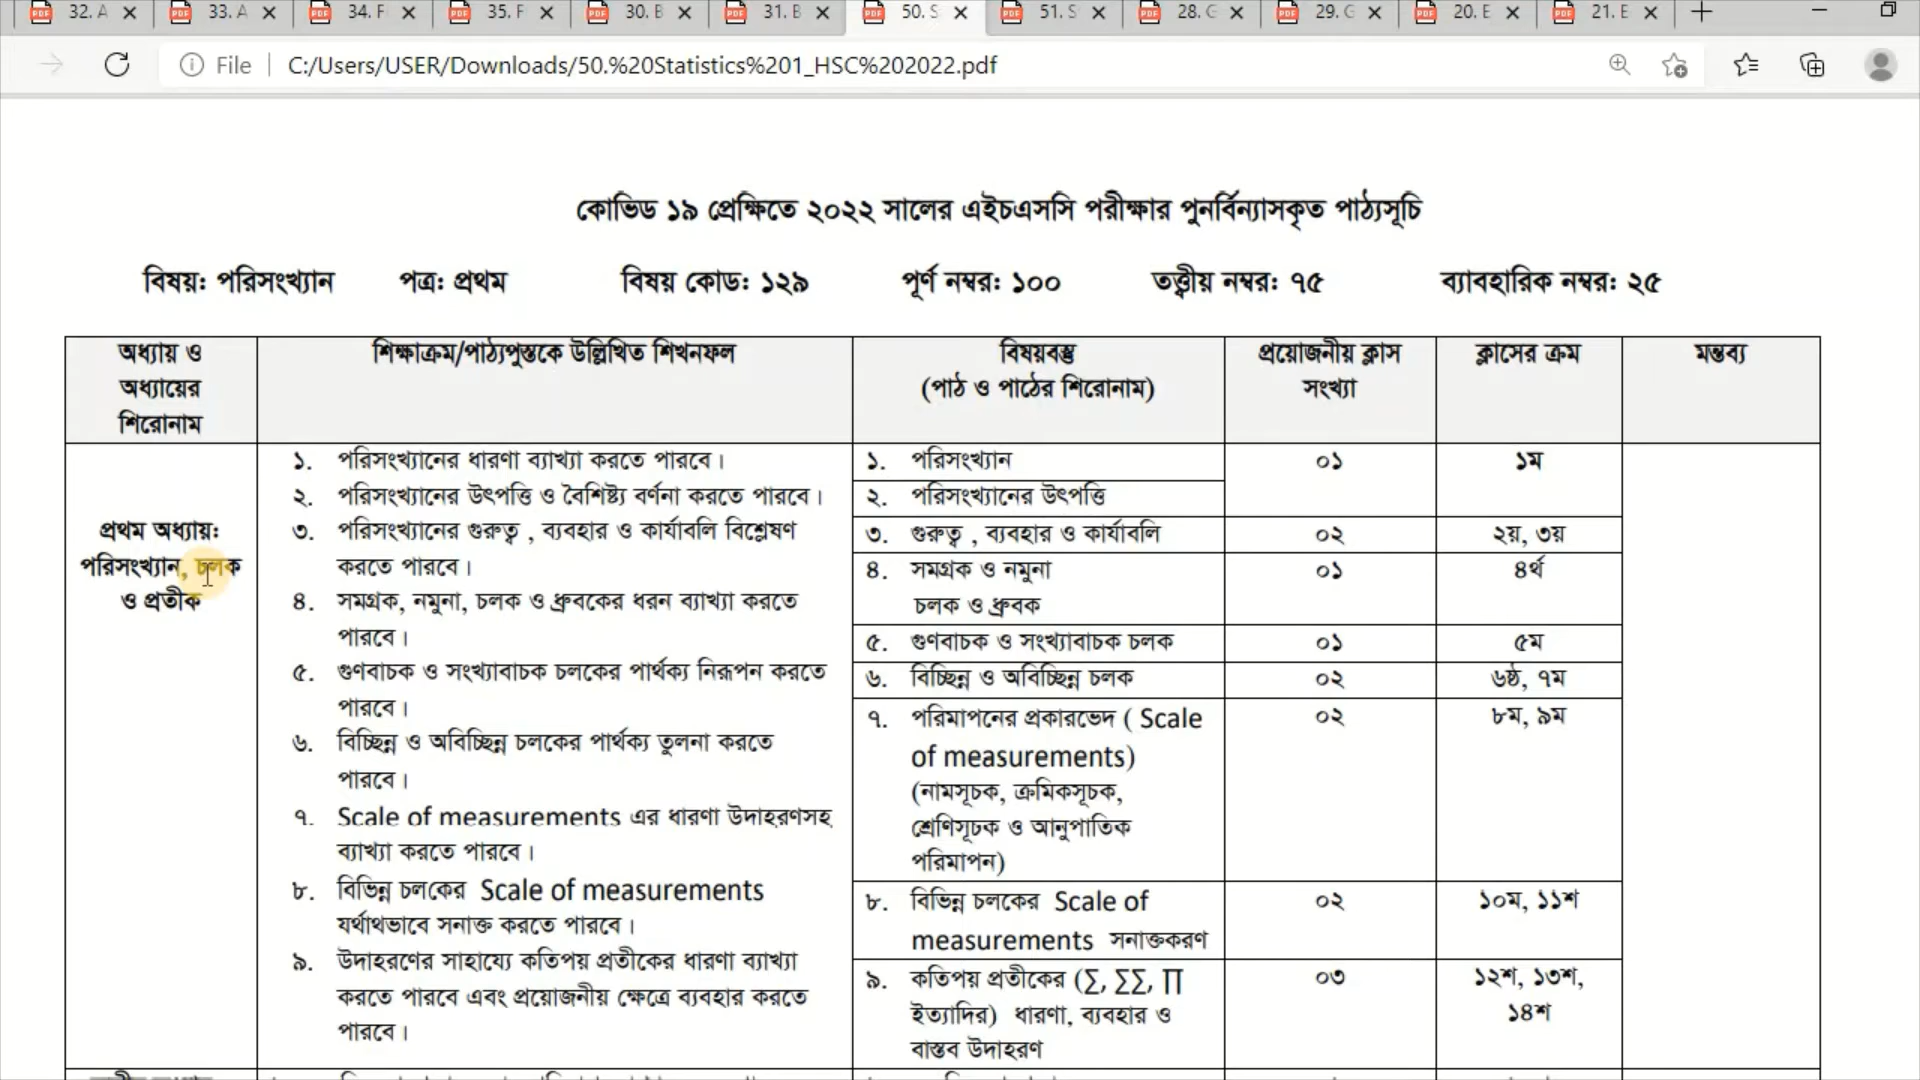 32. A
33. A
34. F
35. F
30. B
31. B
50. S
51. S
28. G
29. G
20. E
21. E
File
C:/Users/USER/Downloads/50.%20Statistics%201_HSC%202022.pdf
কোভিড ১৯ প্রেক্ষিতে ২০২২ সালের এইচএসসি পরীক্ষার পুনর্বিন্যাসকৃত পাঠ্যসূচি
বিষয়: পরিসংখ্যান পত্র: প্রথম বিষয় কোড: ১২৯ পূর্ণ নম্বর: ১০০ তত্ত্বীয় নম্বর: ৭৫ ব্যাবহারিক নম্বর: ২৫
অধ্যায় ও
অধ্যায়ের
শিরোনাম
শিক্ষাক্রম/পাঠ্যপুস্তকে উল্লিখিত শিখনফল
বিষয়বস্তু
(পাঠ ও পাঠের শিরোনাম)
প্রয়োজনীয় ক্লাস
সংখ্যা
ক্লাসের ক্রম
মন্তব্য
প্রথম অধ্যায়:
পরিসংখ্যান, চলক
ও প্রতীক
১. পরিসংখ্যানের ধারণা ব্যাখ্যা করতে পারবে।
২. পরিসংখ্যানের উৎপত্তি ও বৈশিষ্ট্য বর্ণনা করতে পারবে।
৩. পরিসংখ্যানের গুরুত্ব , ব্যবহার ও কার্যাবলি বিশ্লেষণ
করতে পারবে।
৪. সমগ্রক, নমুনা, চলক ও ধ্রুবকের ধরন ব্যাখ্যা করতে
পারবে।
৫. গুণবাচক ও সংখ্যাবাচক চলকের পার্থক্য নিরূপন করতে
পারবে।
৬. বিচ্ছিন্ন ও অবিচ্ছিন্ন চলকের পার্থক্য তুলনা করতে
পারবে।
৭. Scale of measurements এর ধারণা উদাহরণসহ
ব্যাখ্যা করতে পারবে।
৮. বিভিন্ন চলকের Scale of measurements
যর্থাথভাবে সনাক্ত করতে পারবে।
৯. উদাহরণের সাহায্যে কতিপয় প্রতীকের ধারণা ব্যাখ্যা
করতে পারবে এবং প্রয়োজনীয় ক্ষেত্রে ব্যবহার করতে
পারবে।
১. পরিসংখ্যান
০১
১ম
২. পরিসংখ্যানের উৎপত্তি
৩. গুরুত্ব , ব্যবহার ও কার্যাবলি
০২
২য়, ৩য়
৪. সমগ্রক ও নমুনা
চলক ও ধ্রুবক
০১
৪র্থ
৫. গুণবাচক ও সংখ্যাবাচক চলক
০১
৫ম
৬. বিচ্ছিন্ন ও অবিচ্ছিন্ন চলক
০২
৬ষ্ঠ, ৭ম
৭. পরিমাপনের প্রকারভেদ ( Scale
of measurements)
(নামসূচক, ক্রমিকসূচক,
শ্রেণিসূচক ও আনুপাতিক
পরিমাপন)
০২
৮ম, ৯ম
৮. বিভিন্ন চলকের Scale of
measurements সনাক্তকরণ
০২
১০ম, ১১শ
৯. কতিপয় প্রতীকের (∑, ∑∑, ∏
ইত্যাদির) ধারণা, ব্যবহার ও
বাস্তব উদাহরণ
০৩
১২শ, ১৩শ,
১৪শ